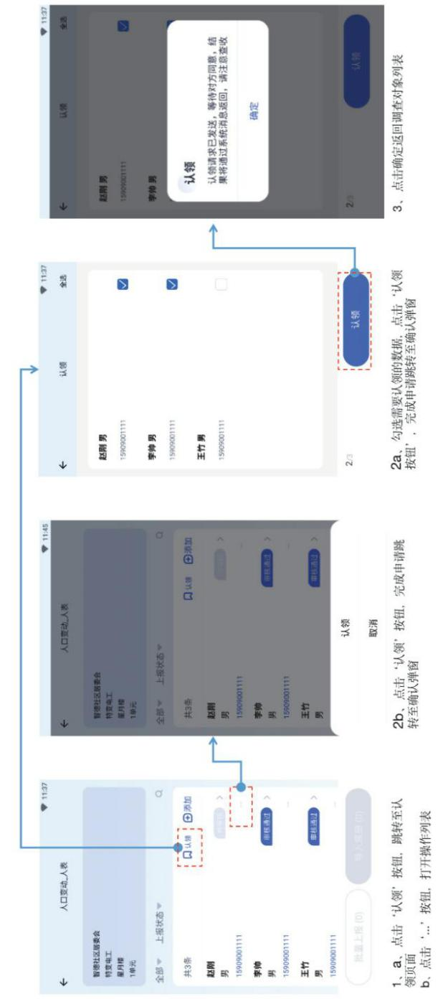 11:37
人口变动_人表
智德社区居委会
特变电工
星月楼
1单元
全部 上报状态
共3条 认领 添加
赵刚
男
15909001111
...
李帅
男
审核通过
15909001111
...
王竹
男
审核通过
15909001111
...
批量上报(0)
1、a、点击‘认领’按钮，跳转至认
领页面
b、点击‘...’按钮，打开操作列表
11:45
人口变动_人表
智德社区居委会
特变电工
星月楼
1单元
全部 上报状态
共3条 认领 添加
赵刚
男
15909001111
...
李帅
男
审核通过
15909001111
...
王竹
男
审核通过
认领
取消
2b、点击‘认领’按钮，完成申请跳
转至确认弹窗
11:37
认领 全选
赵刚 男
15909001111
李帅 男
15909001111
王竹 男
15909001111
2/3 认领
2a、勾选需要认领的数据，点击‘认领
按钮’，完成申请跳转至确认弹窗
11:37
认领 全选
赵刚 男
15909001111
李帅 男
认领
认领请求已发送，等待对方同意，结
果将通过系统消息返回，请注意查收
确定
2/3 认领
3、点击确定返回调查对象列表